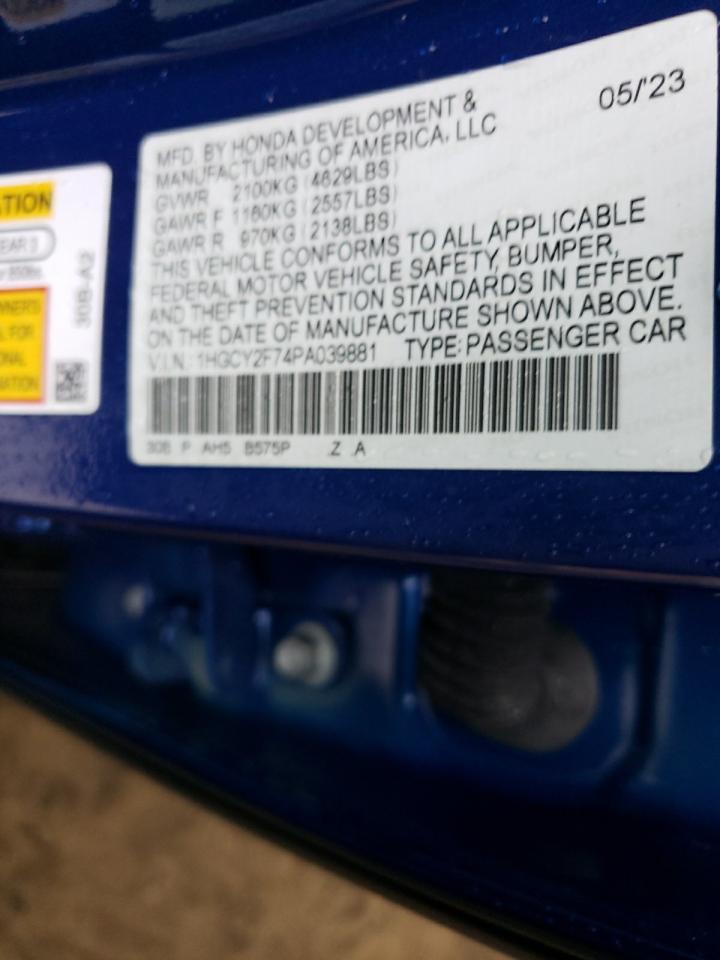 05/'23
MFD. BY HONDA DEVELOPMENT &
MANUFACTURING OF AMERICA, LLC
GVWR 2100KG (4629LBS)
GAWR F 1160KG (2557LBS)
GAWR R 970KG (2138LBS)
THIS VEHICLE CONFORMS TO ALL APPLICABLE
FEDERAL MOTOR VEHICLE SAFETY, BUMPER,
AND THEFT PREVENTION STANDARDS IN EFFECT
ON THE DATE OF MANUFACTURE SHOWN ABOVE.
V.I.N.: 1HGCY2F74PA039881 TYPE: PASSENGER CAR
30B P AH5 B575P Z A
30B-A2